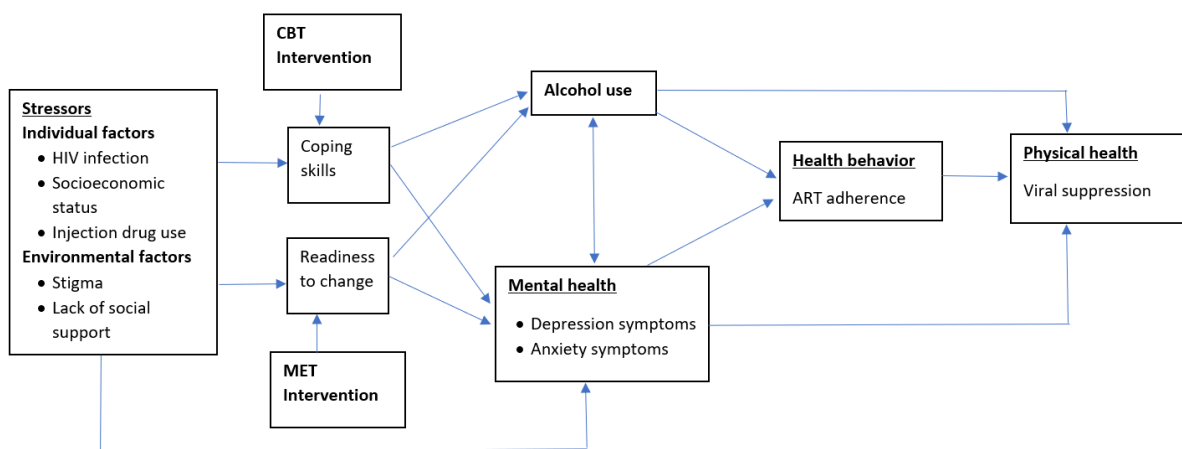 CBT
Intervention
Stressors
Individual factors
● HIV infection
● Socioeconomic
status
● Injection drug use
Environmental factors
● Stigma
● Lack of social
support
Coping
skills
Readiness
to change
MET
Intervention
Alcohol use
Mental health
● Depression symptoms
● Anxiety symptoms
Health behavior
ART adherence
Physical health
Viral suppression